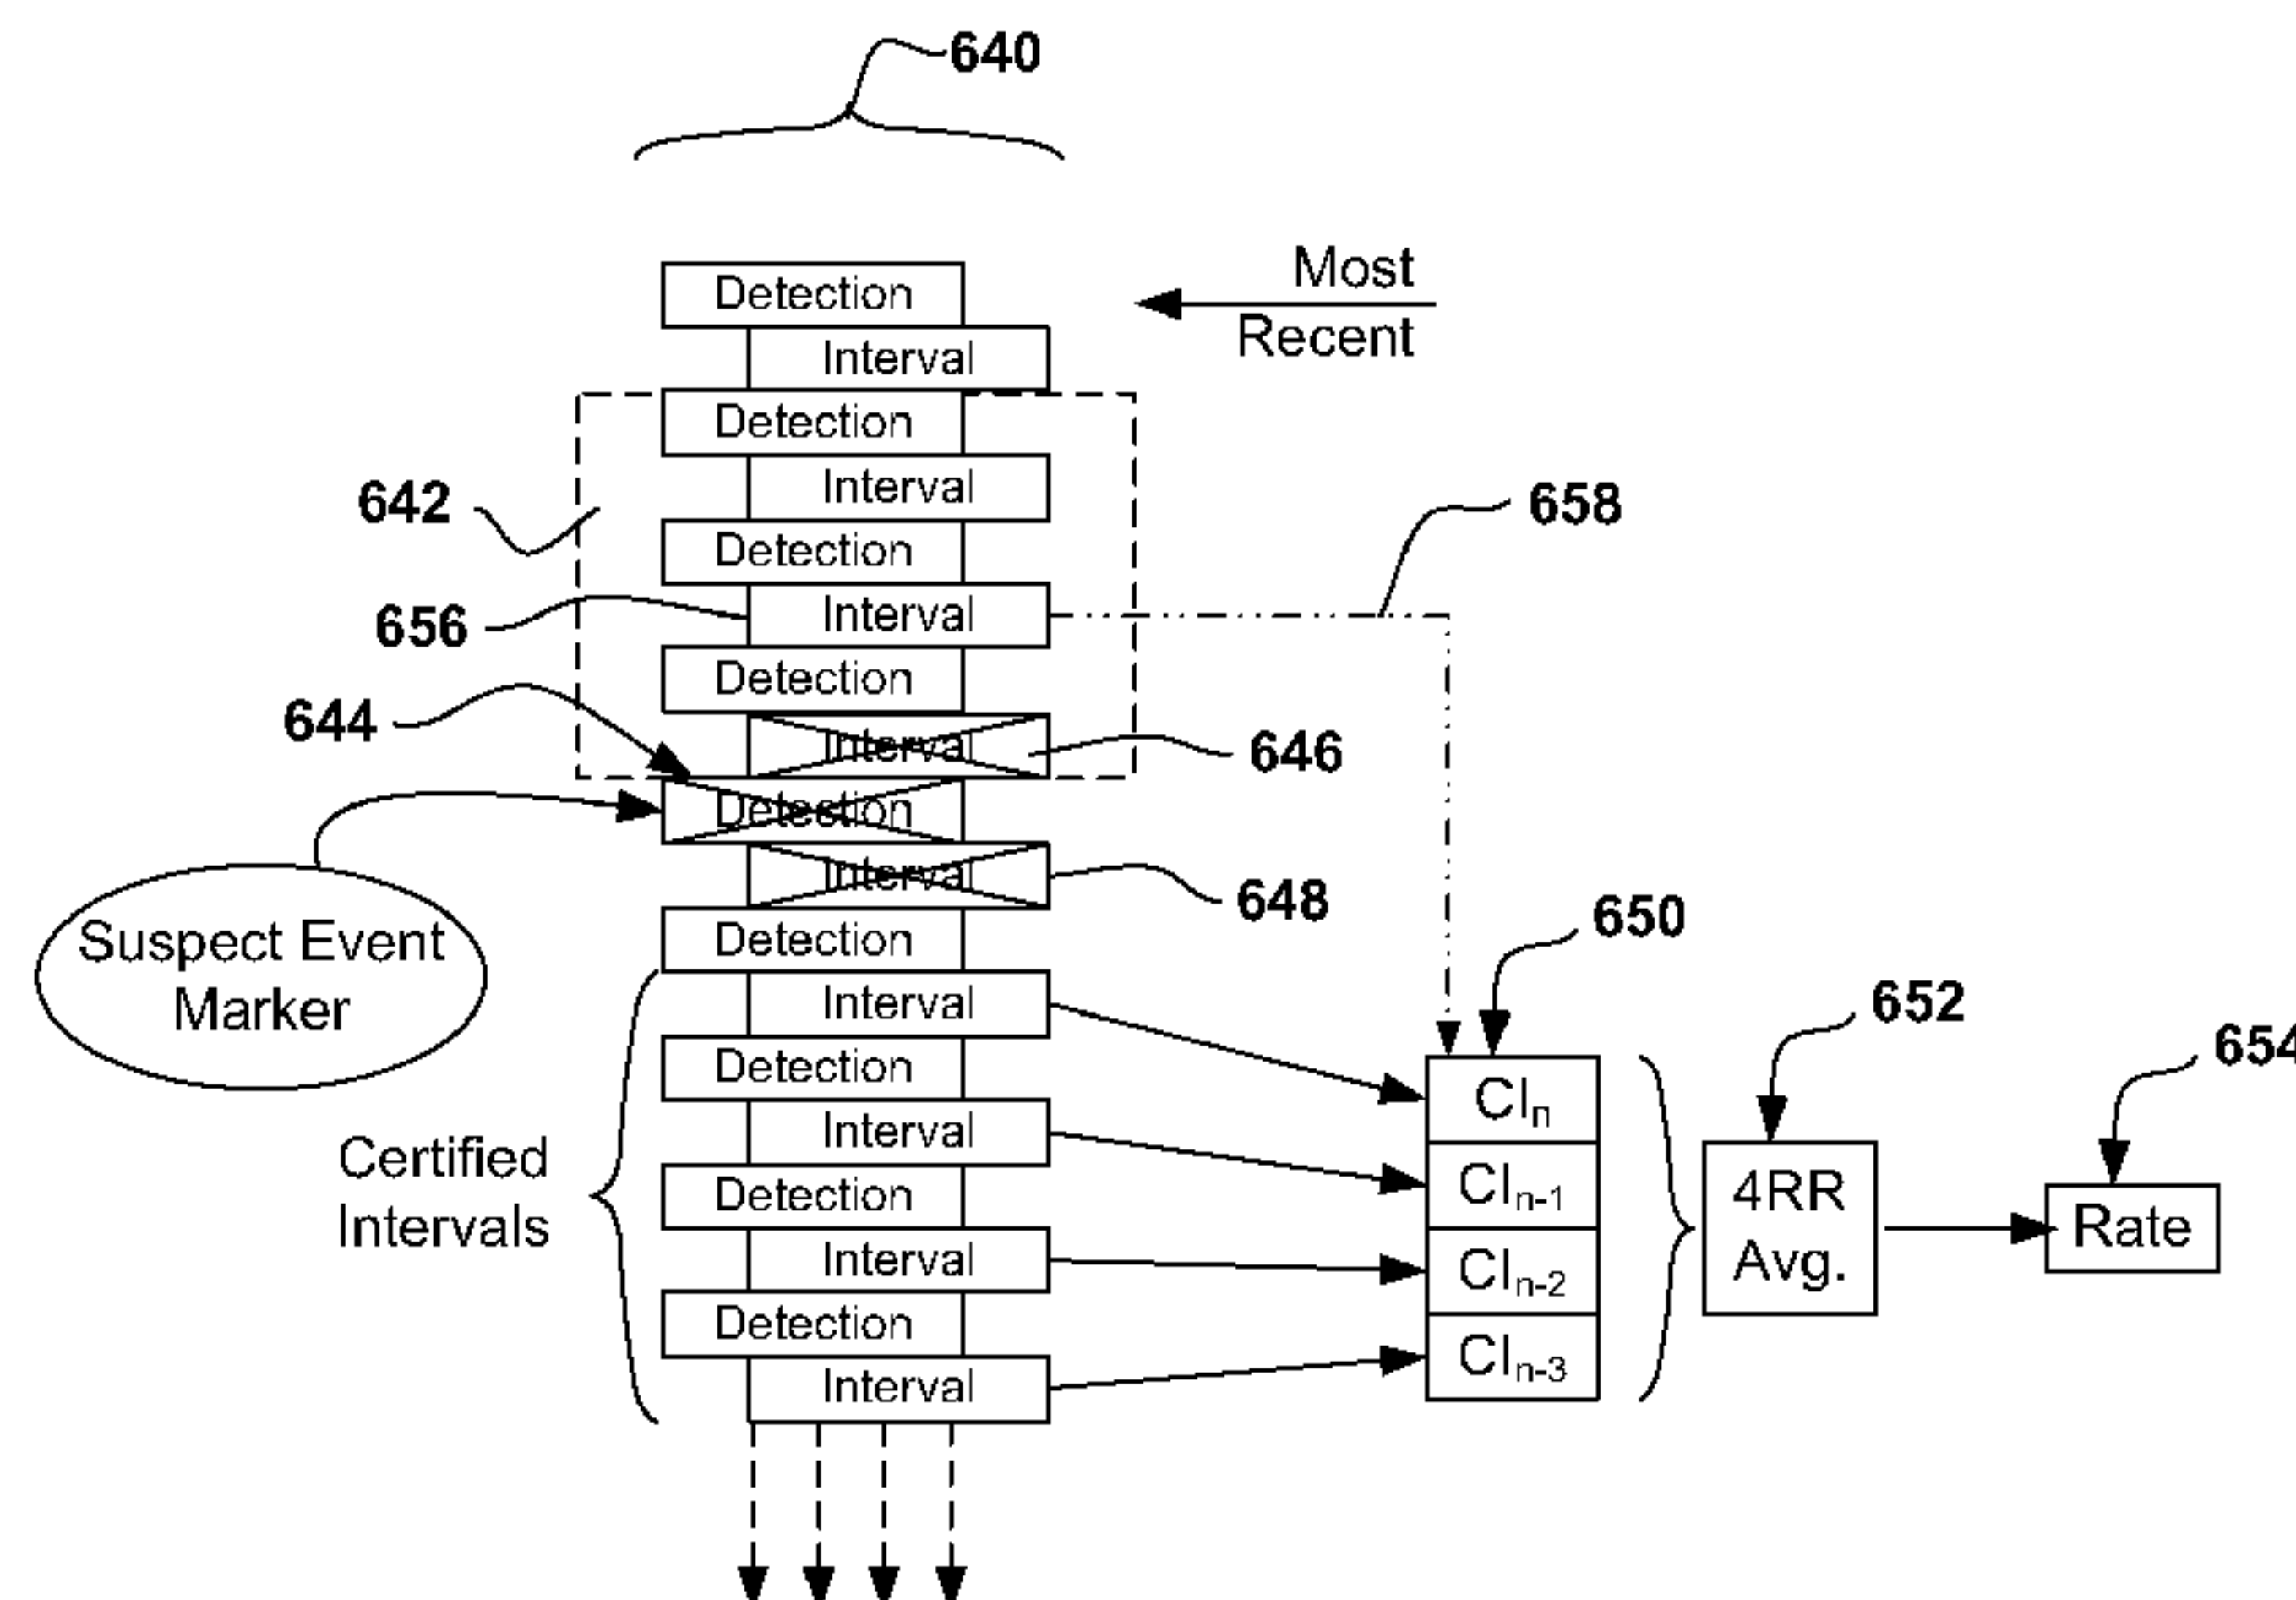 640
Most
Recent
Detection
Interval
Detection
Interval
642
658
Detection
656
Interval
Detection
644
Interval
646
Detection
Interval
648
Suspect Event
Marker
650
Detection
652
Interval
654
Detection
CIn
Interval
Certified
Intervals
CIn-1
4RR
Avg.
Rate
Detection
Interval
CIn-2
Detection
CIn-3
Interval